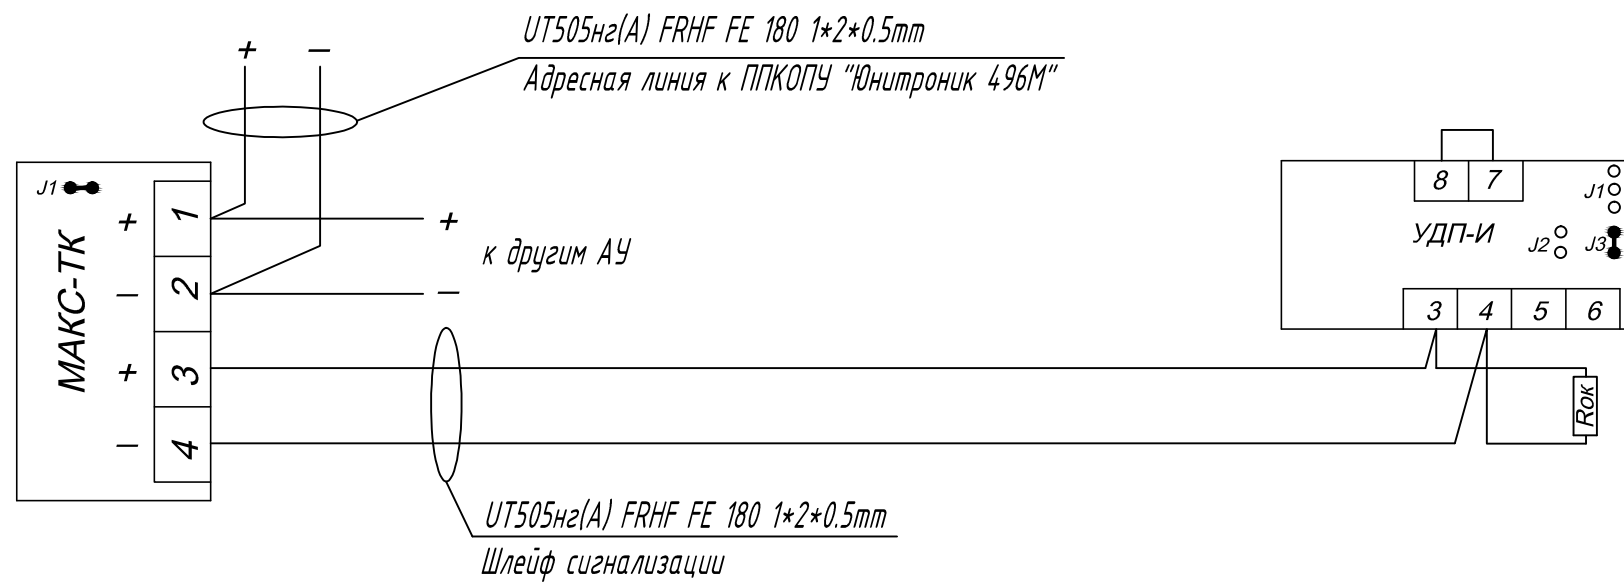 UT505нг(А) FRHF FE 180 1*2*0.5mm
Адресная линия к ППКОПУ "Юнитроник 496М"
+ −
J1
МАКС-ТК
+ 1
− 2
+ 3
− 4
+
к другим АУ
−
8 7
J1
УДП-И
J2
J3
3 4 5 6
Rок
UT505нг(А) FRHF FE 180 1*2*0.5mm
Шлейф сигнализации